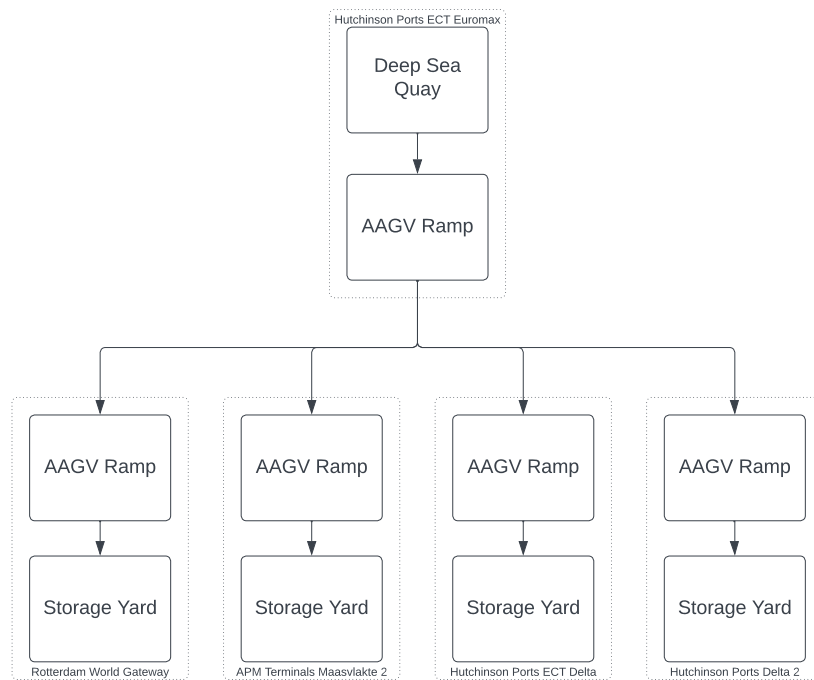 Hutchinson Ports ECT Euromax
Deep Sea
Quay
AAGV Ramp
AAGV Ramp
AAGV Ramp
AAGV Ramp
AAGV Ramp
Storage Yard
Storage Yard
Storage Yard
Storage Yard
Rotterdam World Gateway
APM Terminals Maasvlakte 2
Hutchinson Ports ECT Delta
Hutchinson Ports Delta 2